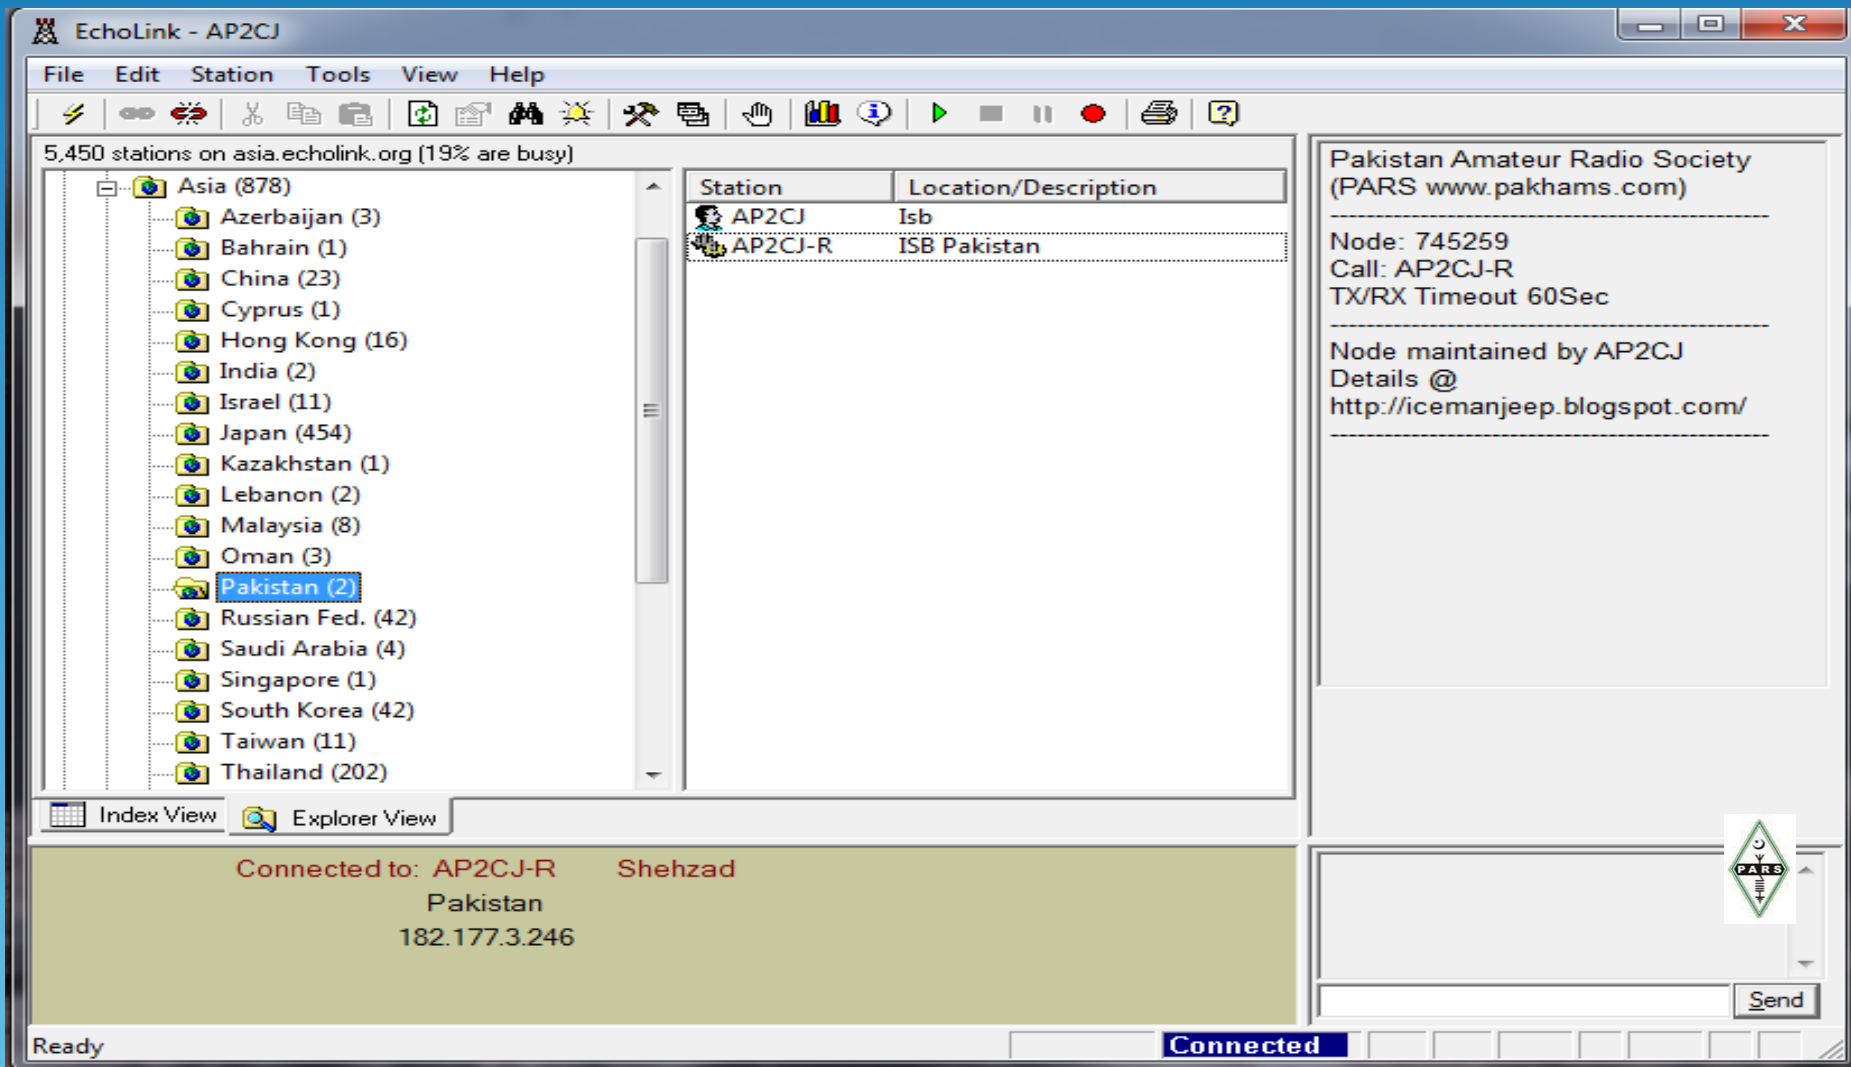 EchoLink - AP2CJ
File Edit Station Tools View Help
5,450 stations on asia.echolink.org (19% are busy)
Asia (878)
Azerbaijan (3)
Bahrain (1)
China (23)
Cyprus (1)
Hong Kong (16)
India (2)
Israel (11)
Japan (454)
Kazakhstan (1)
Lebanon (2)
Malaysia (8)
Oman (3)
Pakistan (2)
Russian Fed. (42)
Saudi Arabia (4)
Singapore (1)
South Korea (42)
Taiwan (11)
Thailand (202)
Index View Explorer View
Station Location/Description
AP2CJ Isb
AP2CJ-R ISB Pakistan
Pakistan Amateur Radio Society
(PARS www.pakhams.com)
Node: 745259
Call: AP2CJ-R
TX/RX Timeout 60Sec
Node maintained by AP2CJ
Details @
http://icemanjeep.blogspot.com/
Connected to: AP2CJ-R Shehzad
Pakistan
182.177.3.246
PARS
Send
Ready
Connected